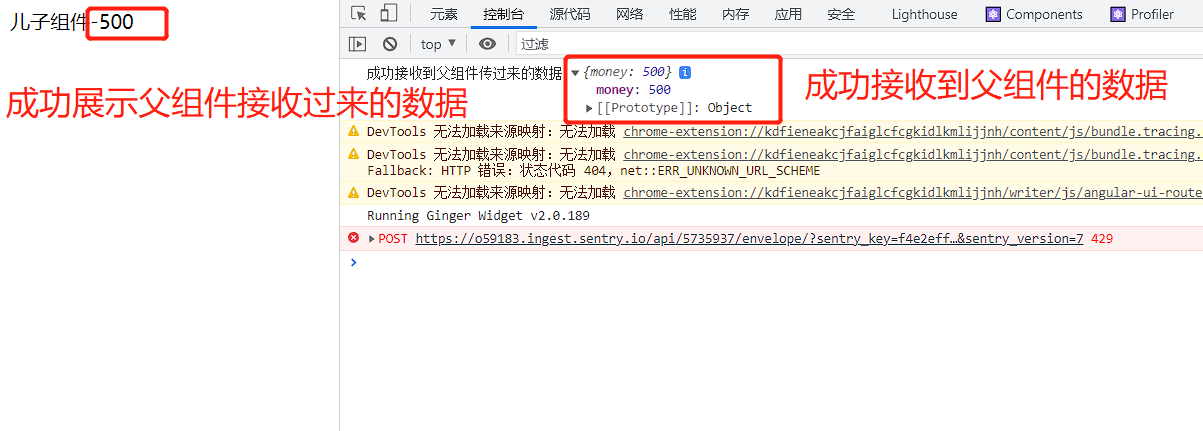 儿子组件-500
成功展示父组件接收过来的数据
元素 控制台 源代码 网络 性能 内存 应用 安全 Lighthouse Components Profiler
top 过滤
成功接收到父组件传过来的数据 {money: 500}
money: 500
[[Prototype]]: Object
成功接收到父组件的数据
DevTools 无法加载来源映射：无法加载 chrome-extension://kdfieneakcjfaiglcfcgkidlkmlijjnh/content/js/bundle.tracing.
DevTools 无法加载来源映射：无法加载 chrome-extension://kdfieneakcjfaiglcfcgkidlkmlijjnh/content/js/bundle.tracing.
Fallback: HTTP 错误：状态代码 404，net::ERR_UNKNOWN_URL_SCHEME
DevTools 无法加载来源映射：无法加载 chrome-extension://kdfieneakcjfaiglcfcgkidlkmlijjnh/writer/js/angular-ui-route
Running Ginger Widget v2.0.189
POST https://o59183.ingest.sentry.io/api/5735937/envelope/?sentry_key=f4e2eff…&sentry_version=7 429